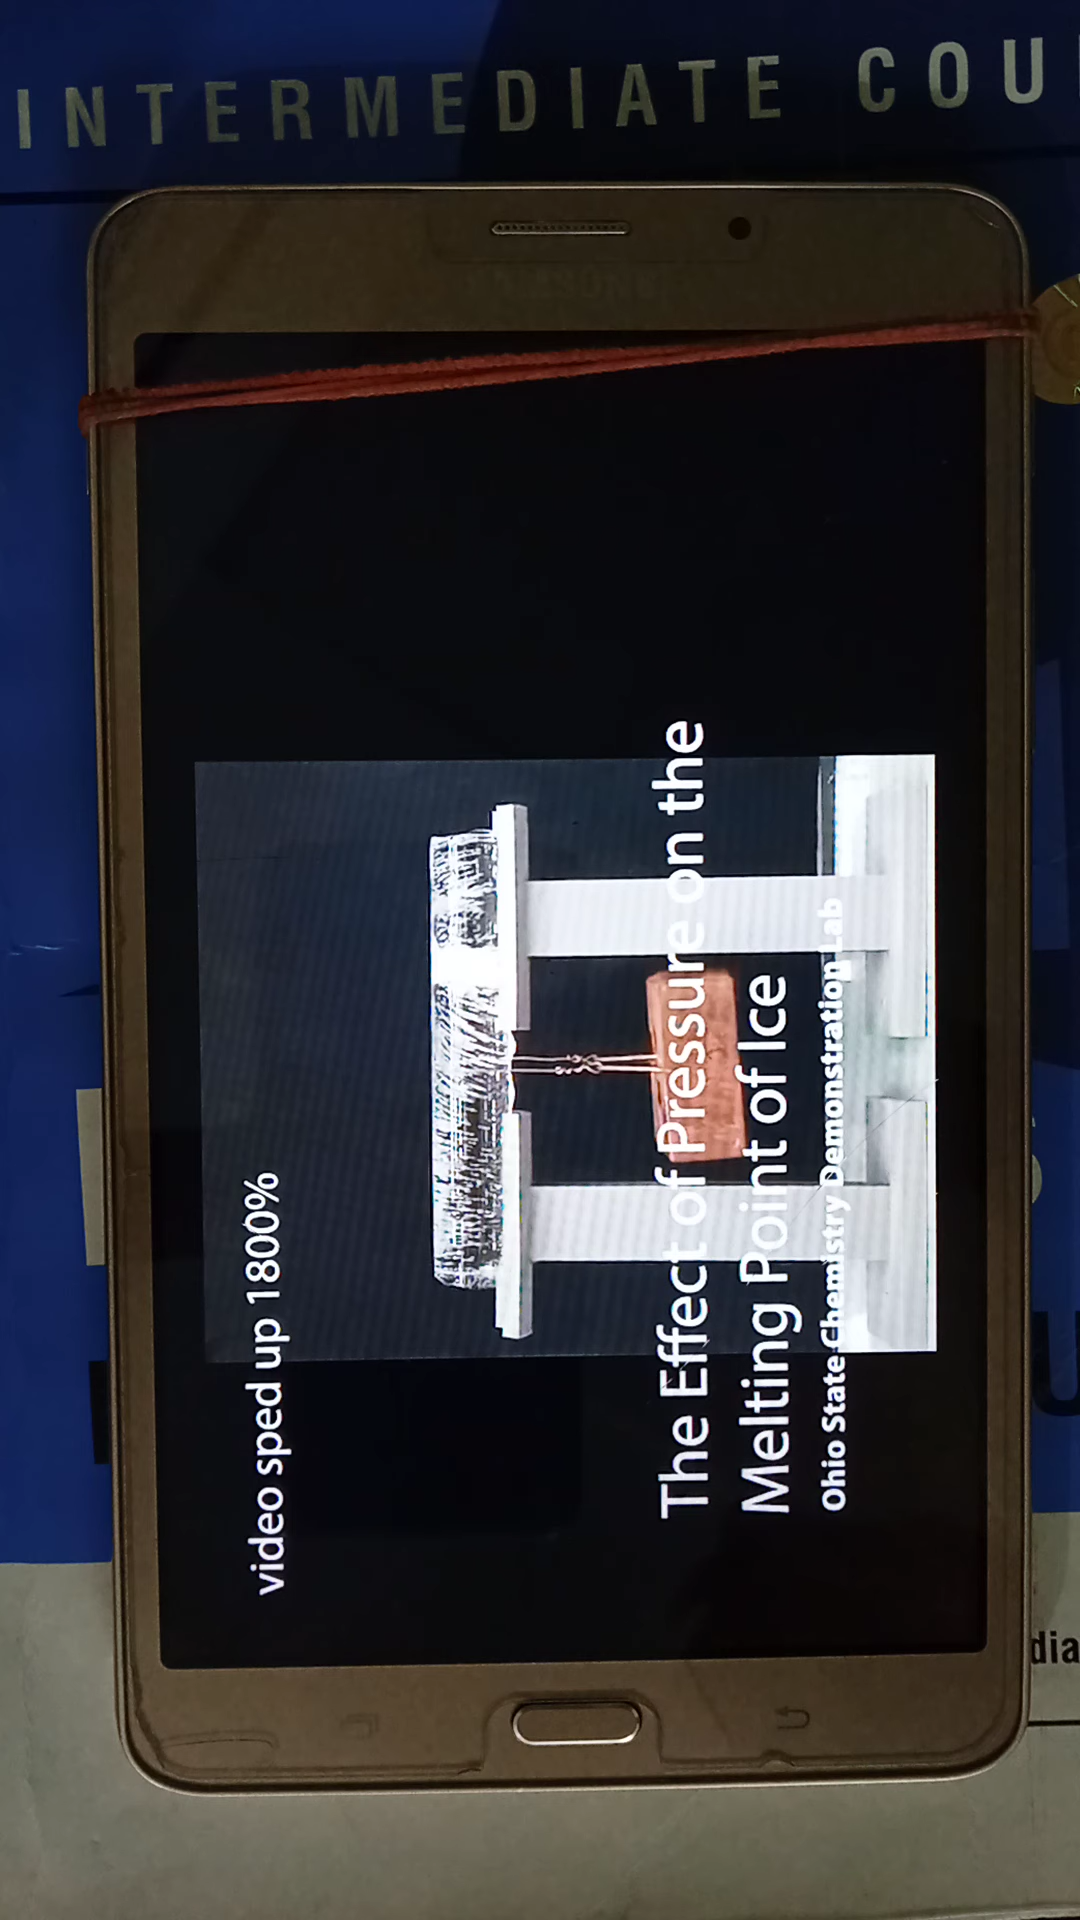 INTERMEDIATE COU
SAMSUNG
video sped up 1800%
The Effect of Pressure on the
Melting Point of Ice
Ohio State Chemistry Demonstration Lab
dia